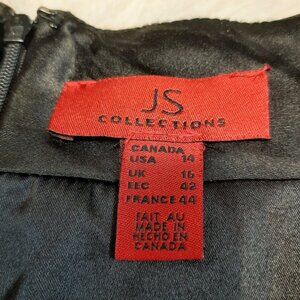 JS
COLLECTIONS
CANADA
USA 14
UK 16
EEC 42
FRANCE 44
FAIT AU
MADE IN
HECHO EN
CANADA